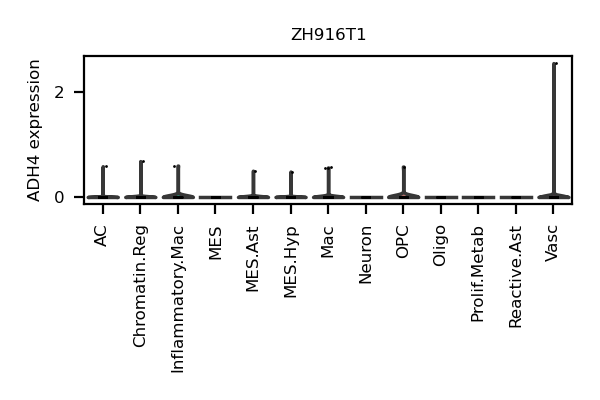 ZH916T1
ADH4 expression
2
0
AC
Chromatin.Reg
Inflammatory.Mac
MES
MES.Ast
MES.Hyp
Mac
Neuron
OPC
Oligo
Prolif.Metab
Reactive.Ast
Vasc